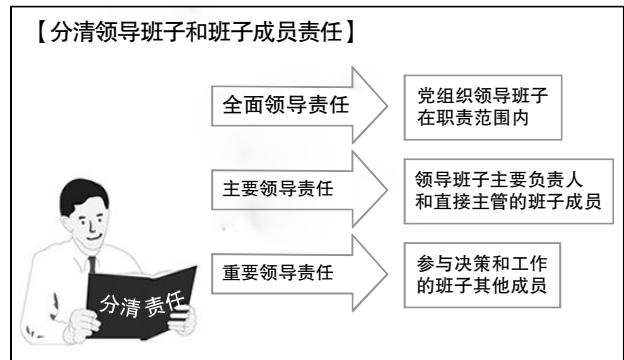 【分清领导班子和班子成员责任】
全面领导责任
党组织领导班子
在职责范围内
主要领导责任
领导班子主要负责人
和直接主管的班子成员
重要领导责任
参与决策和工作
的班子其他成员
分清责任